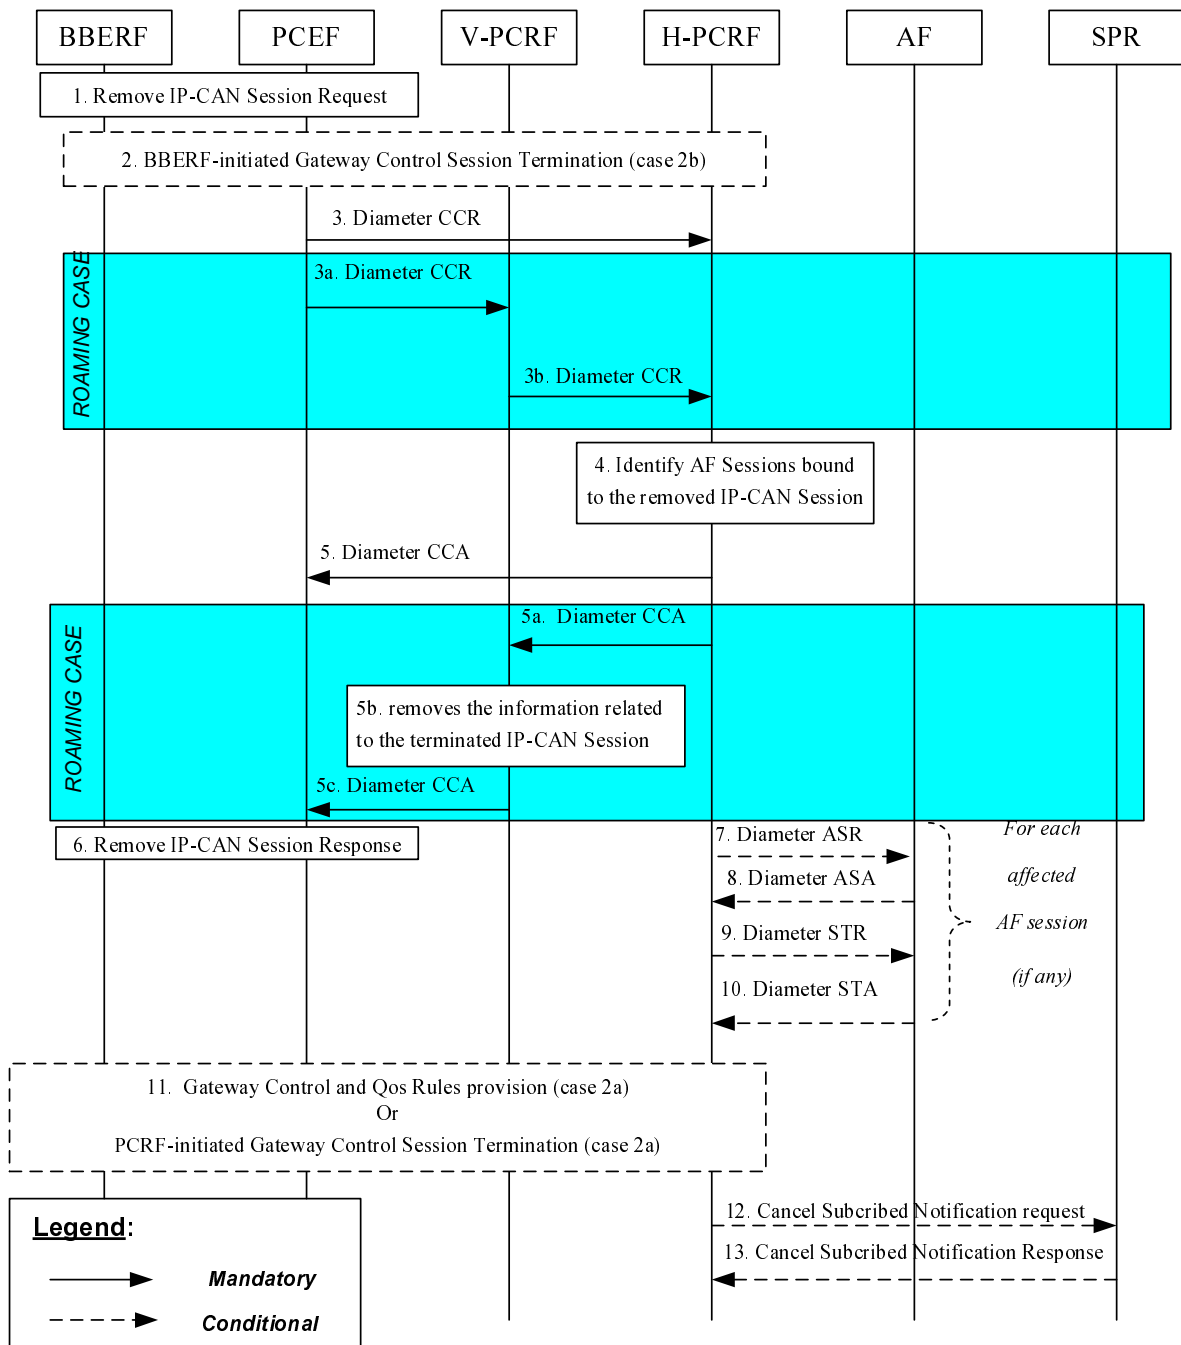 BBERF
PCEF
V-PCRF
H-PCRF
AF
SPR
1. Remove IP-CAN Session Request
2. BBERF-initiated Gateway Control Session Termination (case 2b)
3. Diameter CCR
ROAMING CASE
3a. Diameter CCR
3b. Diameter CCR
4. Identify AF Sessions bound
to the removed IP-CAN Session
5. Diameter CCA
ROAMING CASE
5a. Diameter CCA
5b. removes the information related
to the terminated IP-CAN Session
5c. Diameter CCA
6. Remove IP-CAN Session Response
7. Diameter ASR
8. Diameter ASA
9. Diameter STR
10. Diameter STA
For each
affected
AF session
(if any)
11. Gateway Control and Qos Rules provision (case 2a)
Or
PCRF-initiated Gateway Control Session Termination (case 2a)
12. Cancel Subcribed Notification request
13. Cancel Subcribed Notification Response
Legend:
Mandatory
Conditional